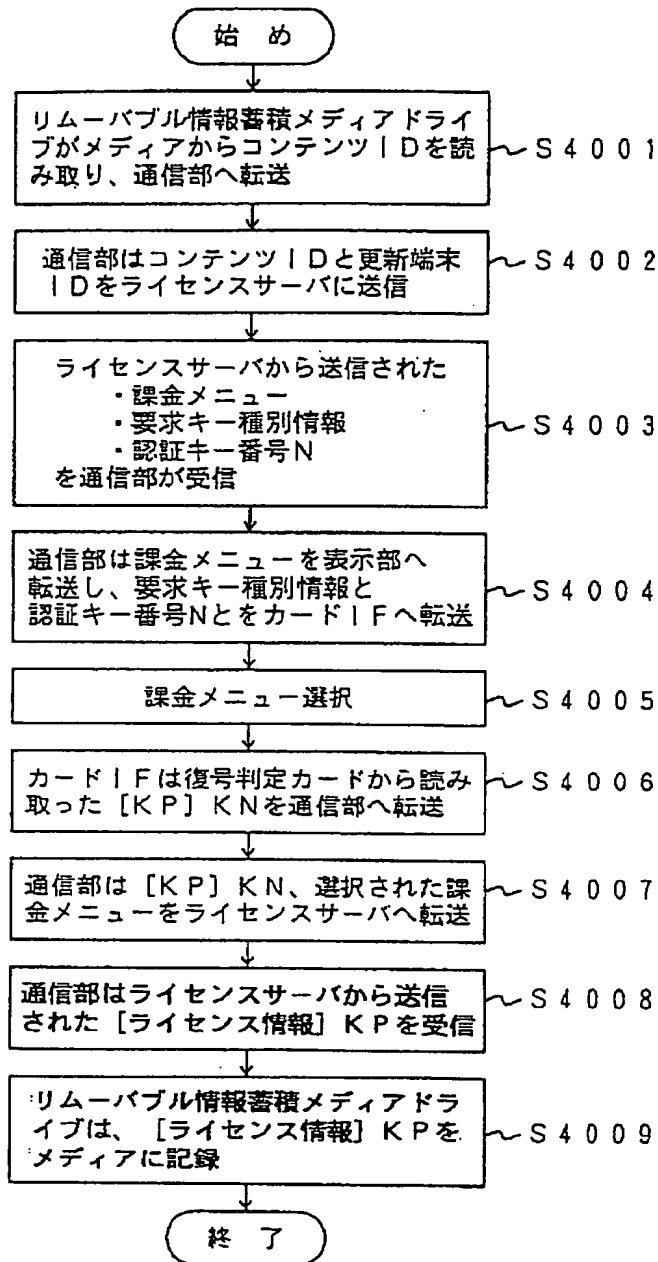 始 め
リムーバブル情報蓄積メディアドライ
ブがメディアからコンテンツIDを読
み取り、通信部へ転送
S4001
通信部はコンテンツIDと更新端末
IDをライセンスサーバに送信
S4002
ライセンスサーバから送信された
・課金メニュー
・要求キー種別情報
・認証キー番号N
を通信部が受信
S4003
通信部は課金メニューを表示部へ
転送し、要求キー種別情報と
認証キー番号NとをカードIFへ転送
S4004
課金メニュー選択
S4005
カードIFは復号判定カードから読み
取った[KP]KNを通信部へ転送
S4006
通信部は[KP]KN、選択された課
金メニューをライセンスサーバへ転送
S4007
通信部はライセンスサーバから送信
された[ライセンス情報]KPを受信
S4008
リムーバブル情報蓄積メディアドラ
イブは、[ライセンス情報]KPを
メディアに記録
S4009
終 了